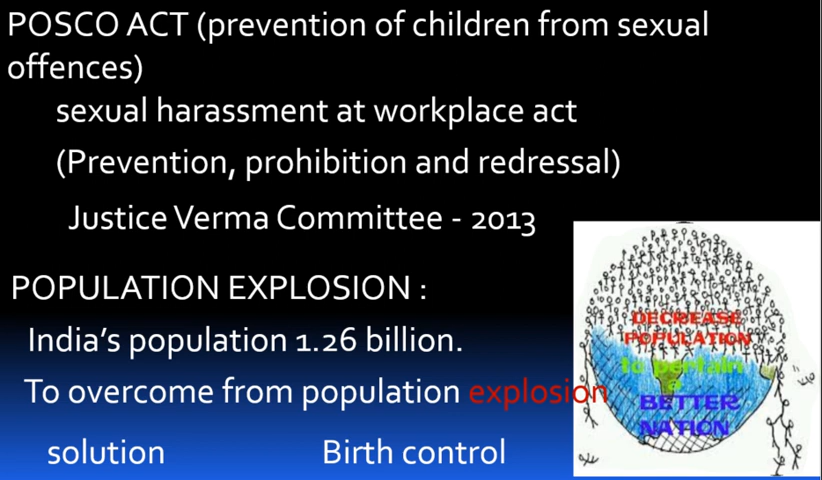 POSCO ACT (prevention of children from sexual
offences)
sexual harassment at workplace act
(Prevention, prohibition and redressal)
Justice Verma Committee - 2013
POPULATION EXPLOSION :
India's population 1.26 billion.
To overcome from population explosion
solution Birth control
DECREASE
POPULATION
to pertain
a
BETTER
NATION